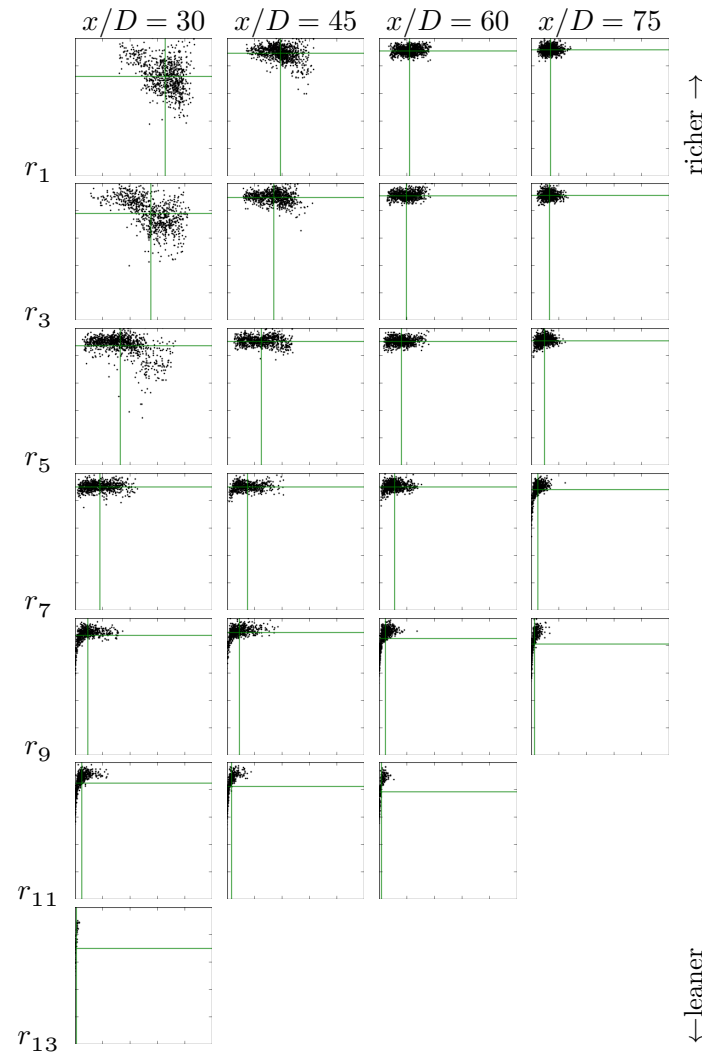 x/D = 30 x/D = 45 x/D = 60 x/D = 75
richer →
r₁
r₃
r₅
r₇
r₉
r₁₁
r₁₃
←leaner